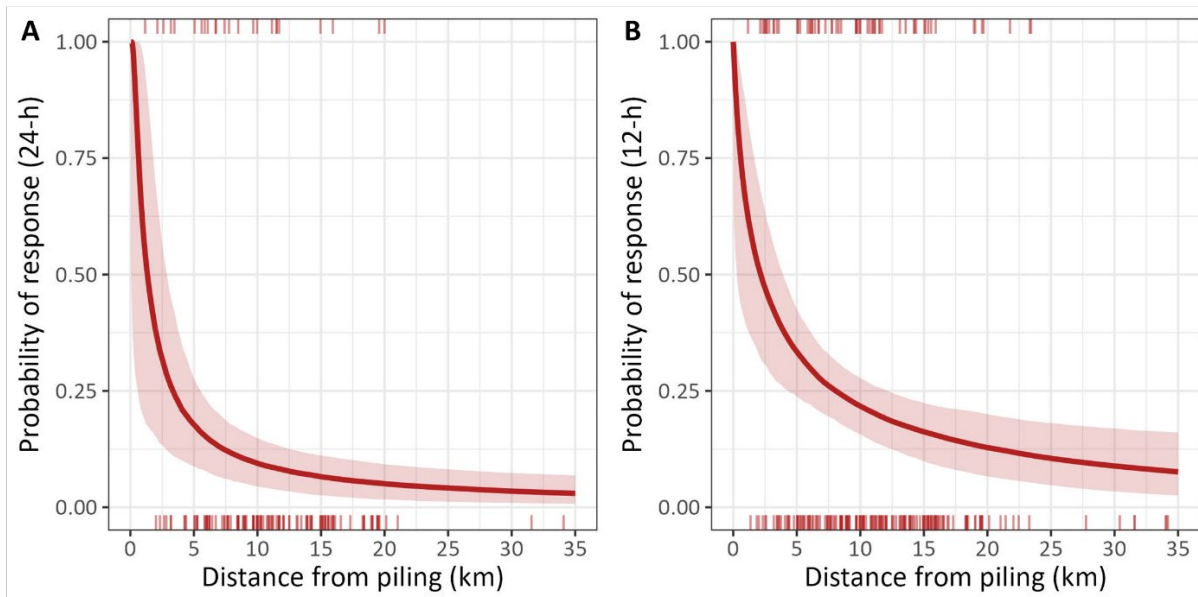 A
Probability of response (24-h)
1.00
0.75
0.50
0.25
0.00
0 5 10 15 20 25 30 35
Distance from piling (km)
B
Probability of response (12-h)
1.00
0.75
0.50
0.25
0.00
0 5 10 15 20 25 30 35
Distance from piling (km)